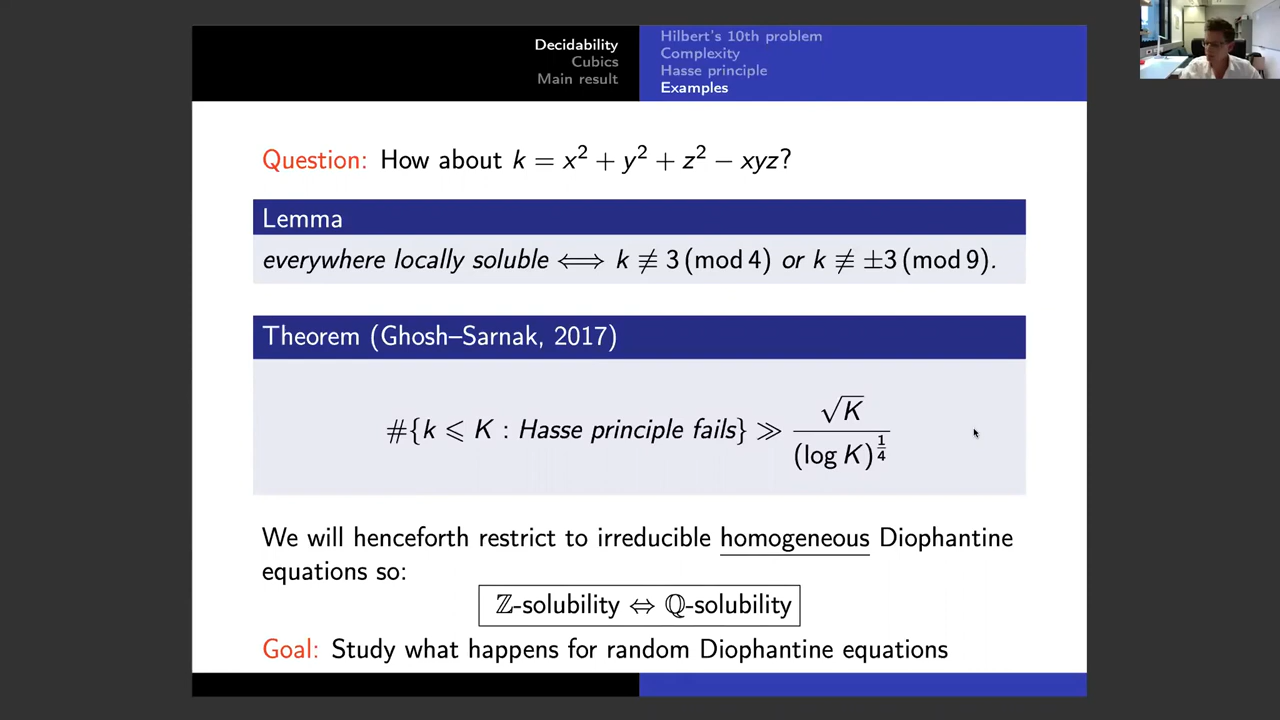 Decidability
Cubics
Main result
Hilbert's 10th problem
Complexity
Hasse principle
Examples
Question: How about k = x² + y² + z² − xyz?
Lemma
everywhere locally soluble ⟺ k ≢ 3 (mod 4) or k ≢ ±3 (mod 9).
Theorem (Ghosh–Sarnak, 2017)
#{k ⩽ K : Hasse principle fails} ≫ √K / (log K)^{1/4}
We will henceforth restrict to irreducible homogeneous Diophantine
equations so:
ℤ-solubility ⇔ ℚ-solubility
Goal: Study what happens for random Diophantine equations